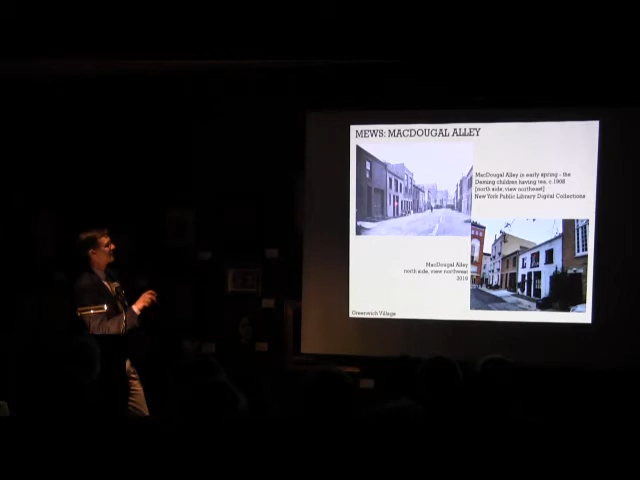 MEWS: MACDOUGAL ALLEY
MacDougal Alley in early spring - the
Dewing children having tea, c. 1908
[north side, view northeast]
New York Public Library Digital Collections
MacDougal Alley
north side, view northwest
2019
Greenwich Village